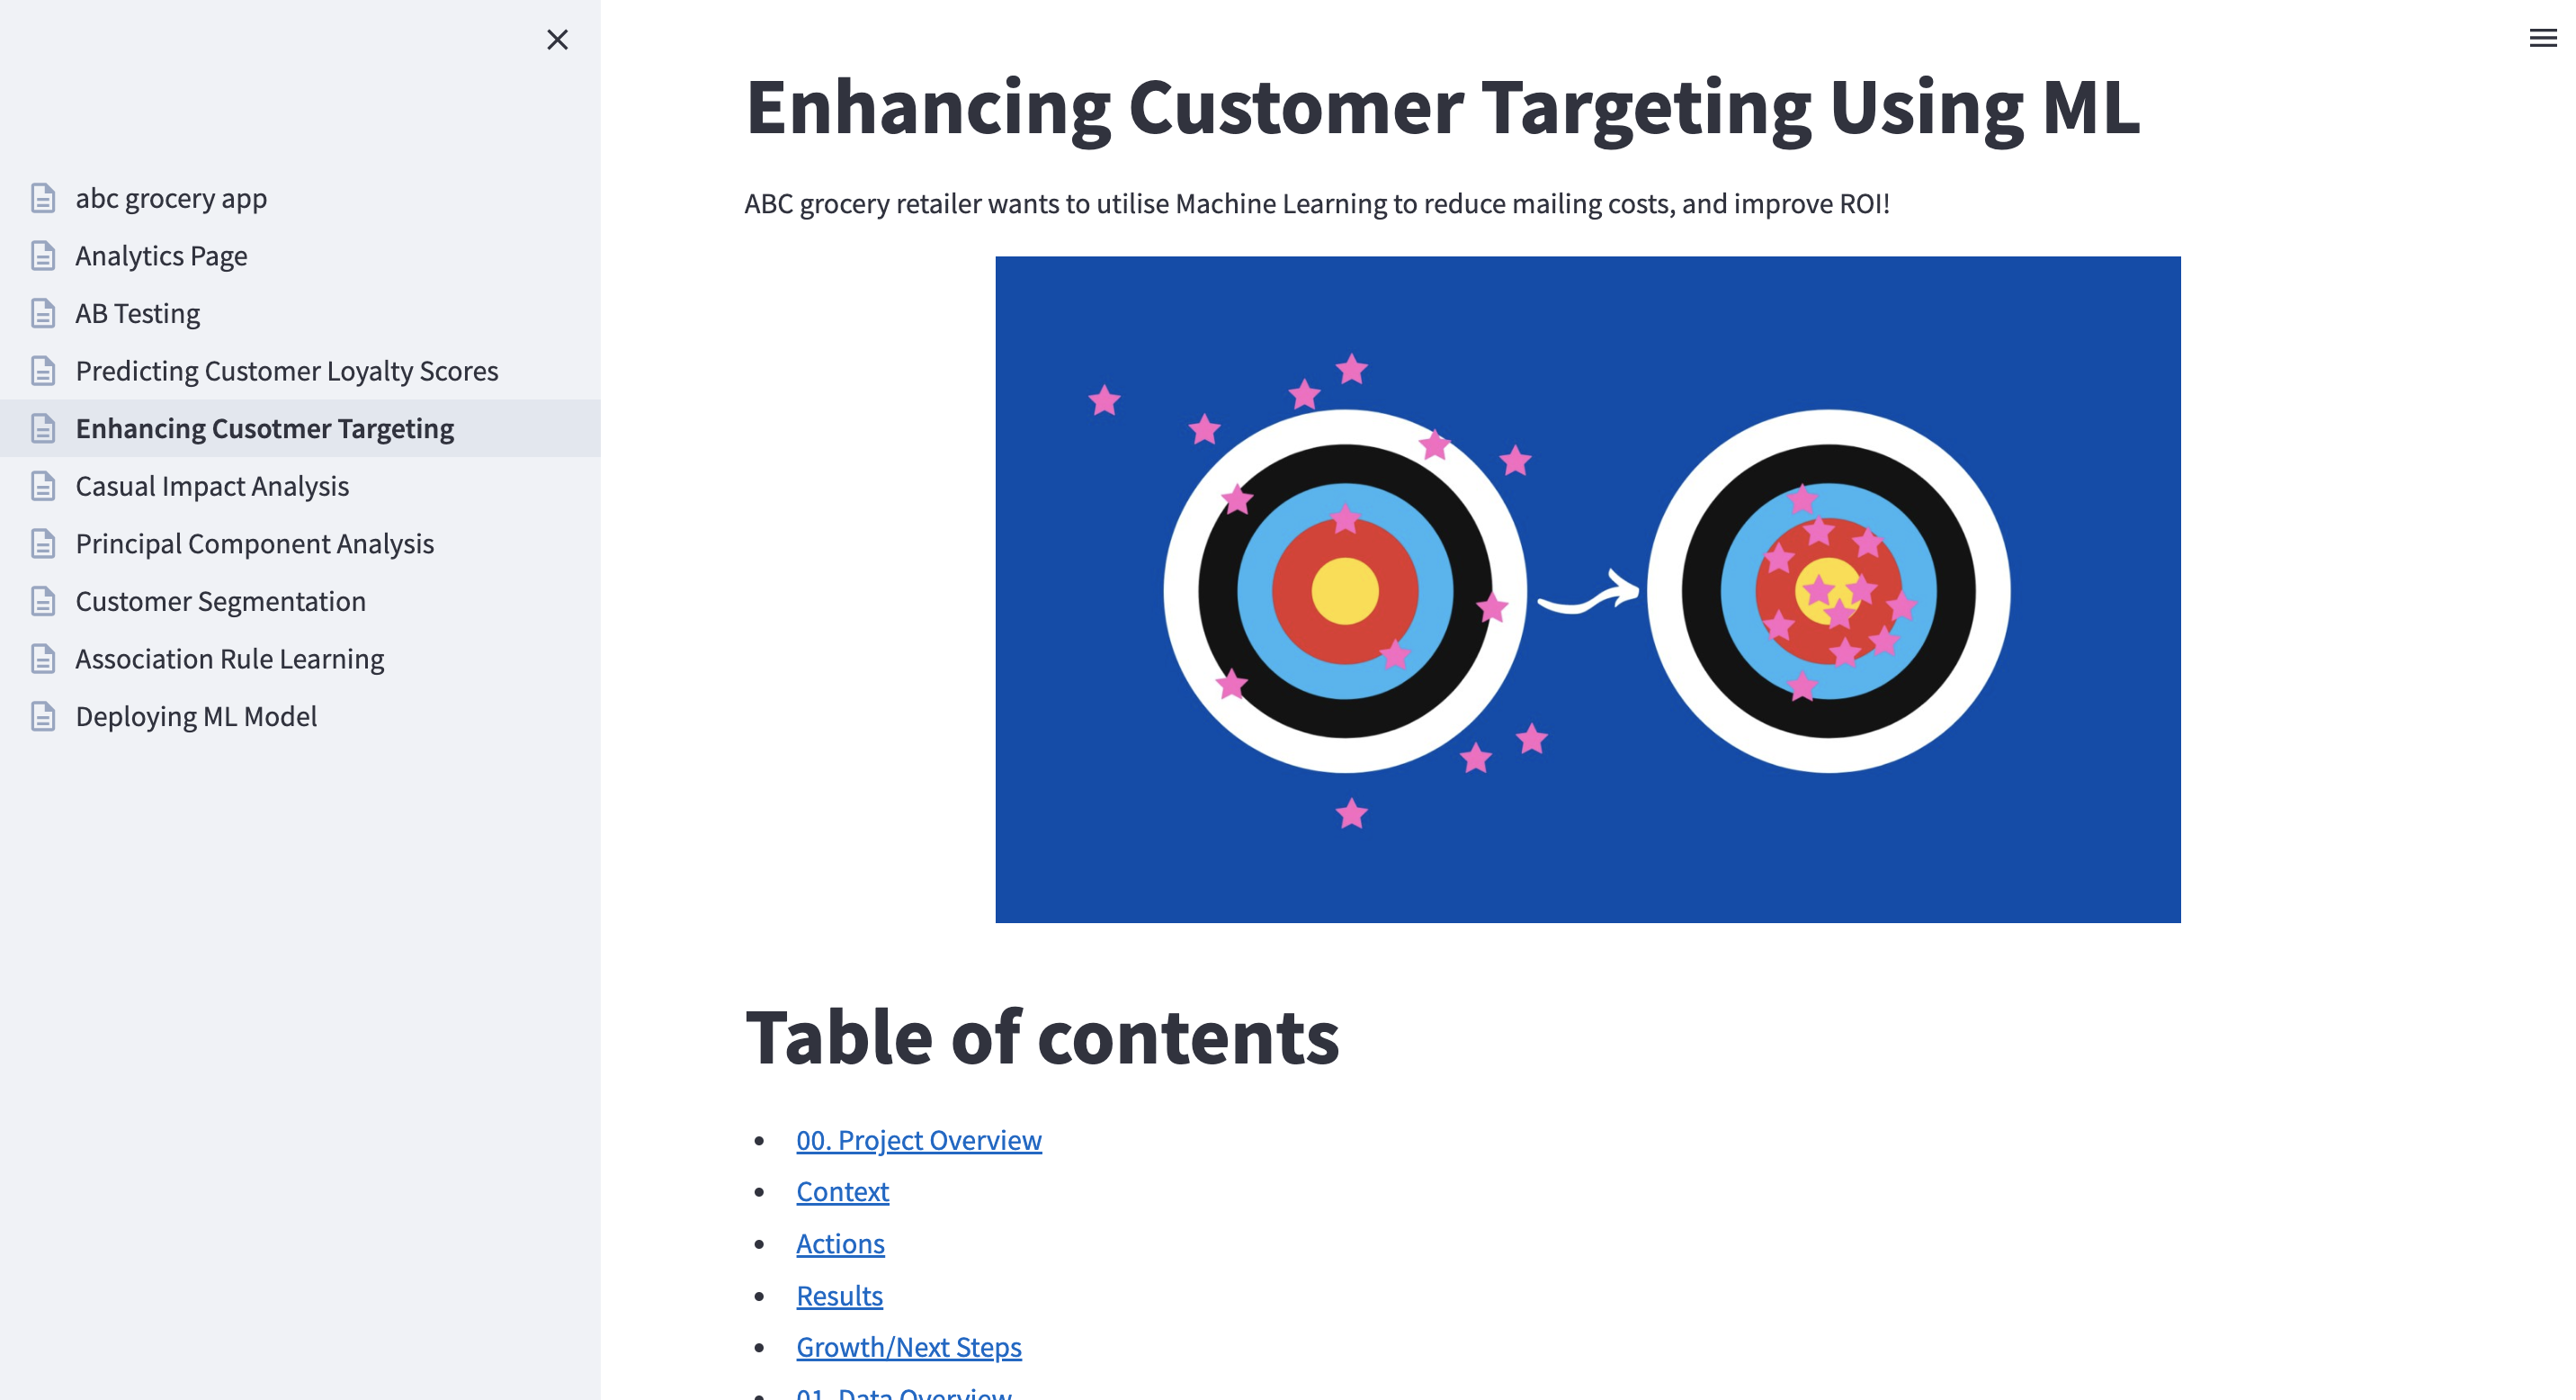 abc grocery app
Analytics Page
AB Testing
Predicting Customer Loyalty Scores
Enhancing Cusotmer Targeting
Casual Impact Analysis
Principal Component Analysis
Customer Segmentation
Association Rule Learning
Deploying ML Model
Enhancing Customer Targeting Using ML
ABC grocery retailer wants to utilise Machine Learning to reduce mailing costs, and improve ROI!
Table of contents
• 00. Project Overview
• Context
• Actions
• Results
• Growth/Next Steps
• 01. Data Overview